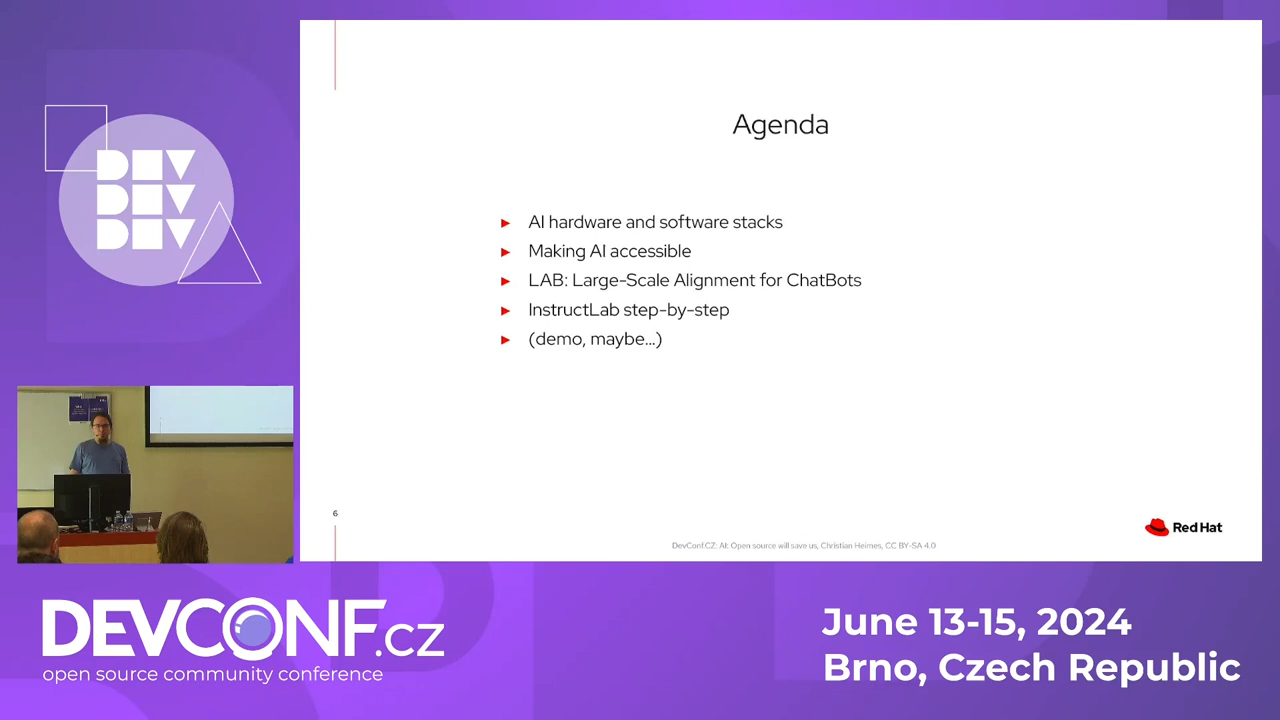 Agenda
► AI hardware and software stacks
► Making AI accessible
► LAB: Large-Scale Alignment for ChatBots
► InstructLab step-by-step
► (demo, maybe...)
6
Red Hat
DevConf.CZ: AI: Open source will save us, Christian Heimes, CC BY-SA 4.0
DEV
DEV
DEV
DEVCONF.cz
open source community conference
June 13-15, 2024
Brno, Czech Republic